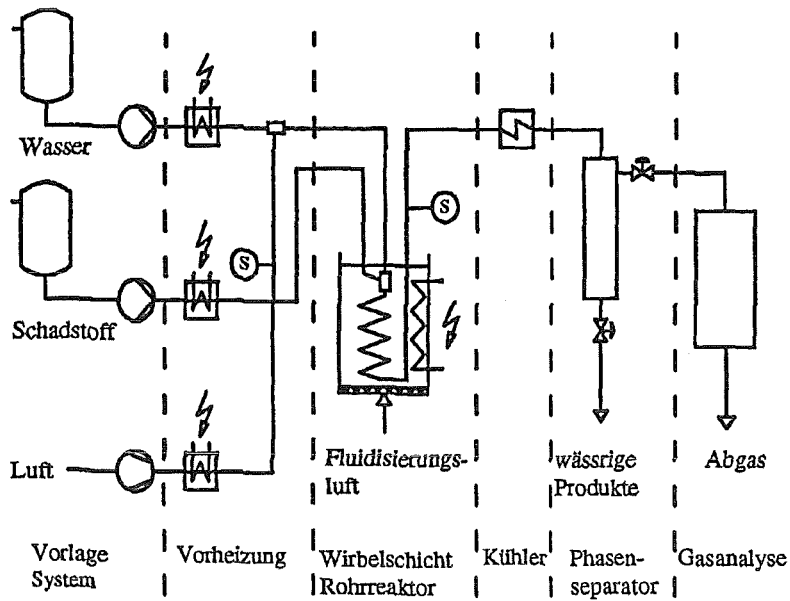 Wasser
S
Schadstoff
S
Luft
Fluidisierungs-
luft
wässrige
Produkte
Abgas
Vorlage
System
Vorheizung
Wirbelschicht
Rohrreaktor
Kühler
Phasen-
separator
Gasanalyse